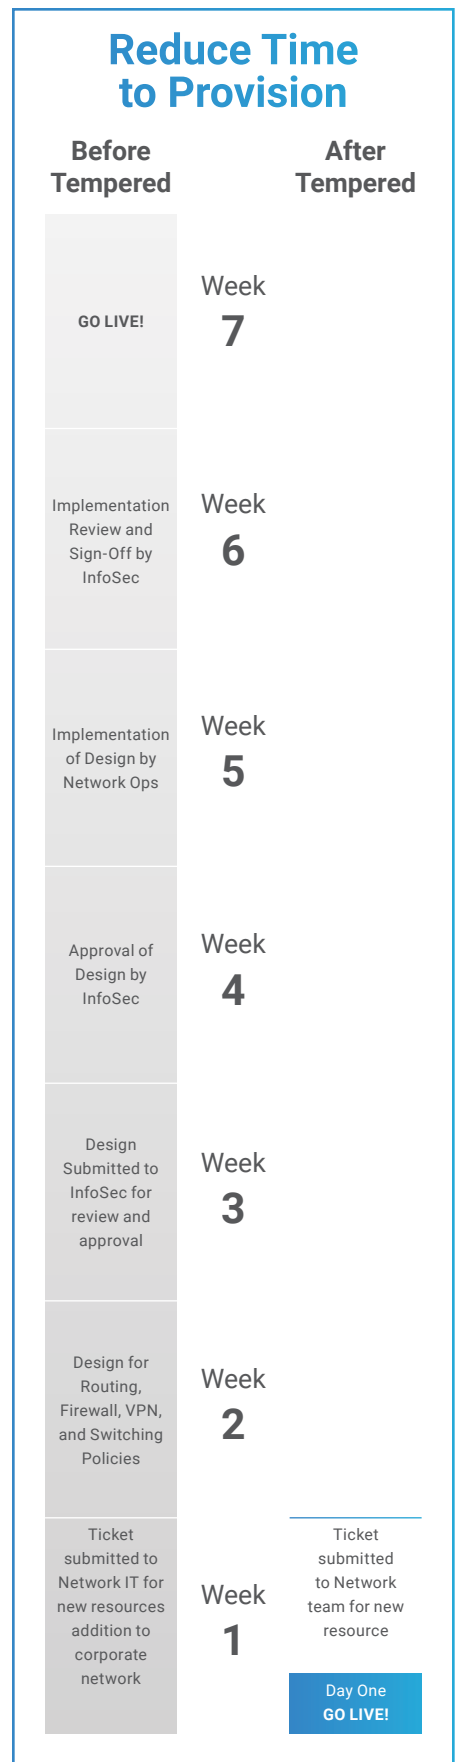 Reduce Time
to Provision
Before
Tempered
After
Tempered
GO LIVE!
Week
7
Implementation
Review and
Sign-Off by
InfoSec
Week
6
Implementation
of Design by
Network Ops
Week
5
Approval of
Design by
InfoSec
Week
4
Design
Submitted to
InfoSec for
review and
approval
Week
3
Design for
Routing,
Firewall, VPN,
and Switching
Policies
Week
2
Ticket
submitted to
Network IT for
new resources
addition to
corporate
network
Week
1
Ticket
submitted
to Network
team for new
resource
Day One
GO LIVE!